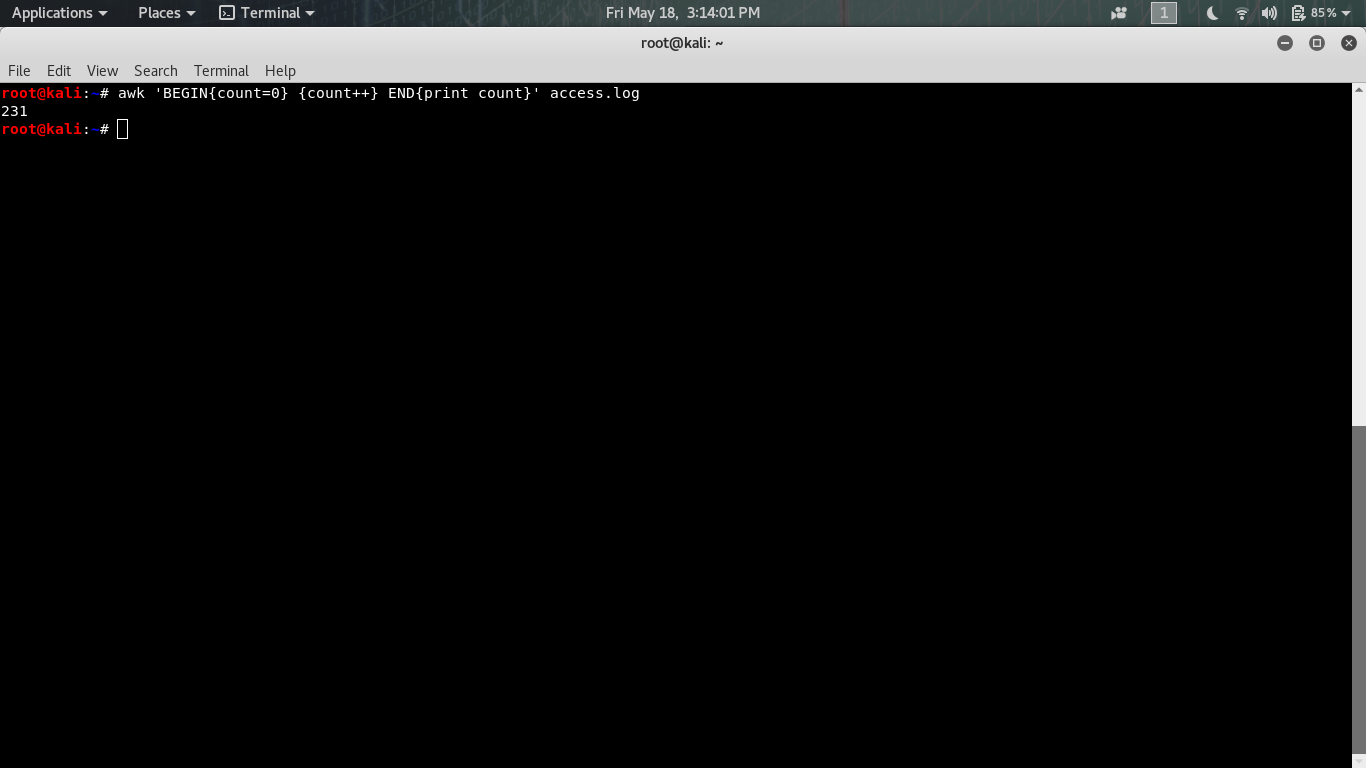 Applications Places Terminal Fri May 18, 3:14:01 PM 1 85%
root@kali: ~
File Edit View Search Terminal Help
root@kali:~# awk 'BEGIN{count=0} {count++} END{print count}' access.log
231
root@kali:~#